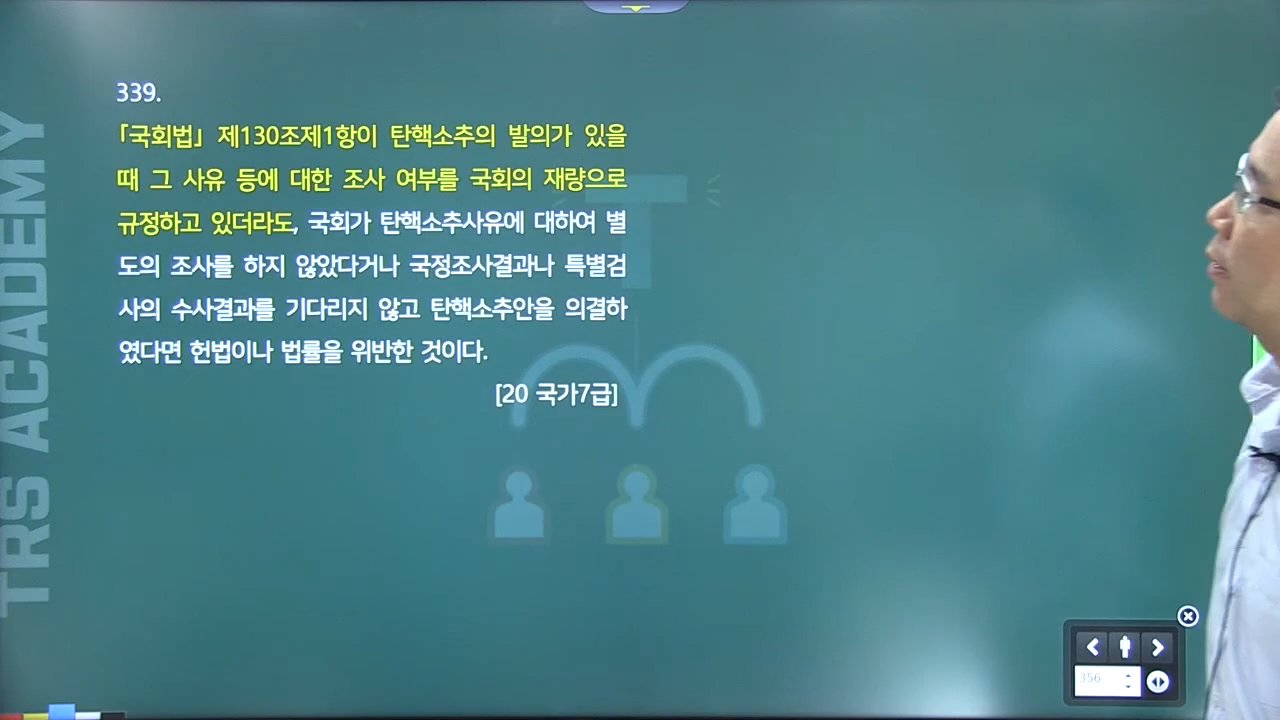 339.
「국회법」 제130조제1항이 탄핵소추의 발의가 있을
때 그 사유 등에 대한 조사 여부를 국회의 재량으로
규정하고 있더라도, 국회가 탄핵소추사유에 대하여 별
도의 조사를 하지 않았다거나 국정조사결과나 특별검
사의 수사결과를 기다리지 않고 탄핵소추안을 의결하
였다면 헌법이나 법률을 위반한 것이다.
[20 국가7급]
TRS ACADEMY
356